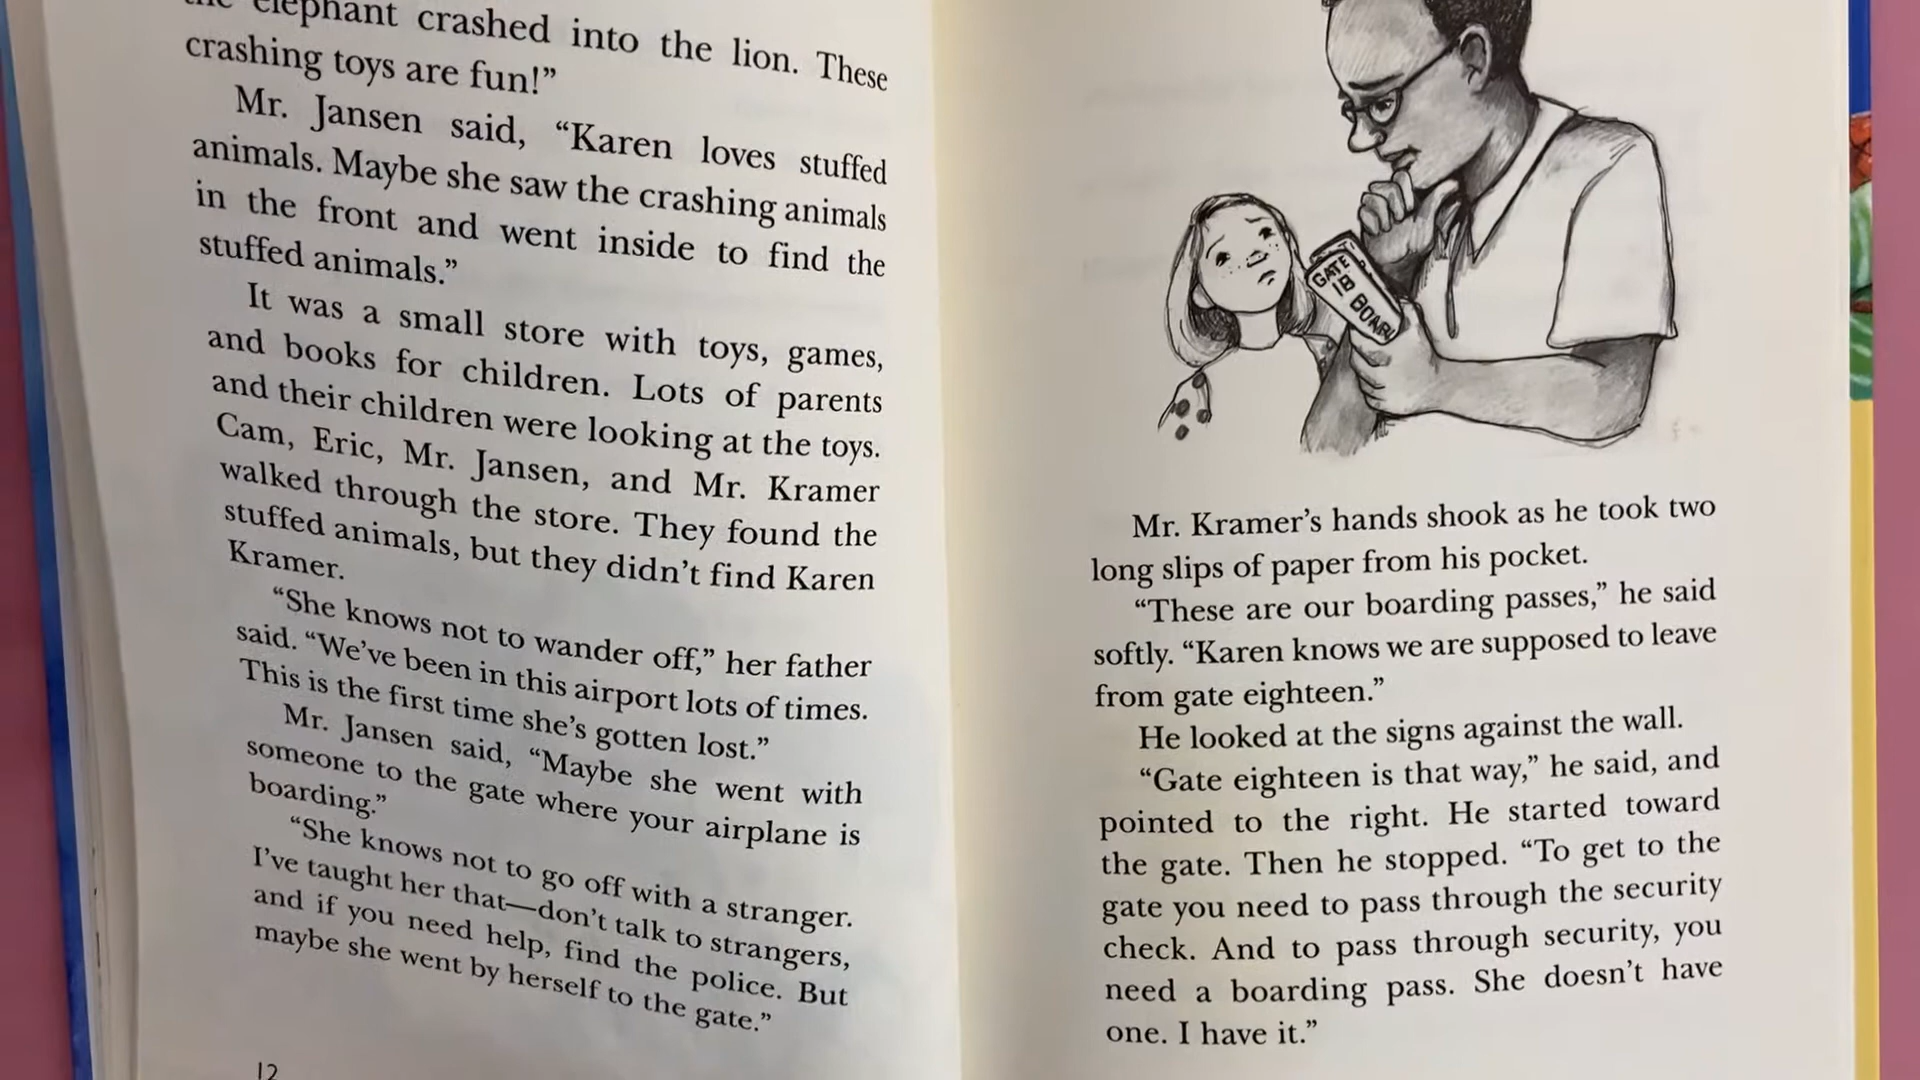 the elephant crashed into the lion. These
crashing toys are fun!”
Mr. Jansen said, “Karen loves stuffed
animals. Maybe she saw the crashing animals
in the front and went inside to find the
stuffed animals.”
It was a small store with toys, games,
and books for children. Lots of parents
and their children were looking at the toys.
Cam, Eric, Mr. Jansen, and Mr. Kramer
walked through the store. They found the
stuffed animals, but they didn’t find Karen
Kramer.
“She knows not to wander off,” her father
said. “We’ve been in this airport lots of times.
This is the first time she’s gotten lost.”
Mr. Jansen said, “Maybe she went with
someone to the gate where your airplane is
boarding.”
“She knows not to go off with a stranger.
I’ve taught her that—don’t talk to strangers,
and if you need help, find the police. But
maybe she went by herself to the gate.”
12
GATE
18 BOAR
Mr. Kramer’s hands shook as he took two
long slips of paper from his pocket.
“These are our boarding passes,” he said
softly. “Karen knows we are supposed to leave
from gate eighteen.”
He looked at the signs against the wall.
“Gate eighteen is that way,” he said, and
pointed to the right. He started toward
the gate. Then he stopped. “To get to the
gate you need to pass through the security
check. And to pass through security, you
need a boarding pass. She doesn’t have
one. I have it.”